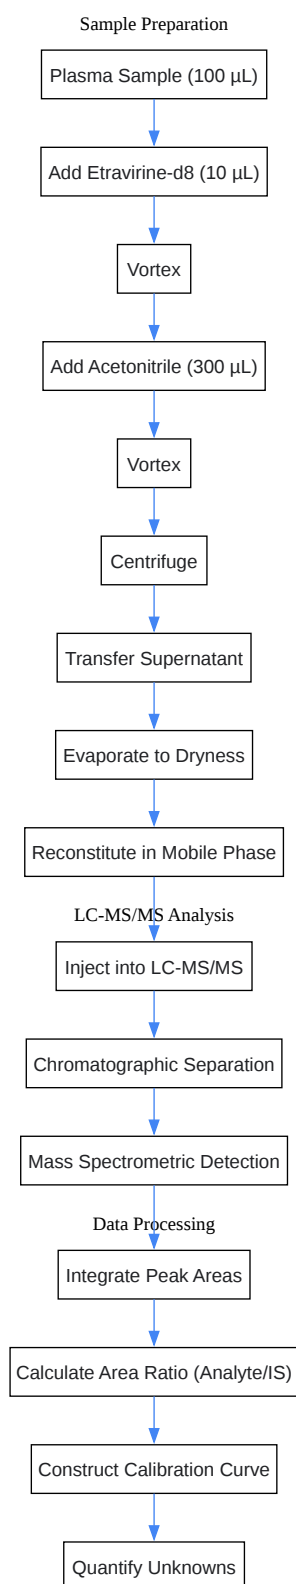 Sample Preparation
Plasma Sample (100 µL)
Add Etravirine-d8 (10 µL)
Vortex
Add Acetonitrile (300 µL)
Vortex
Centrifuge
Transfer Supernatant
Evaporate to Dryness
Reconstitute in Mobile Phase
LC-MS/MS Analysis
Inject into LC-MS/MS
Chromatographic Separation
Mass Spectrometric Detection
Data Processing
Integrate Peak Areas
Calculate Area Ratio (Analyte/IS)
Construct Calibration Curve
Quantify Unknowns